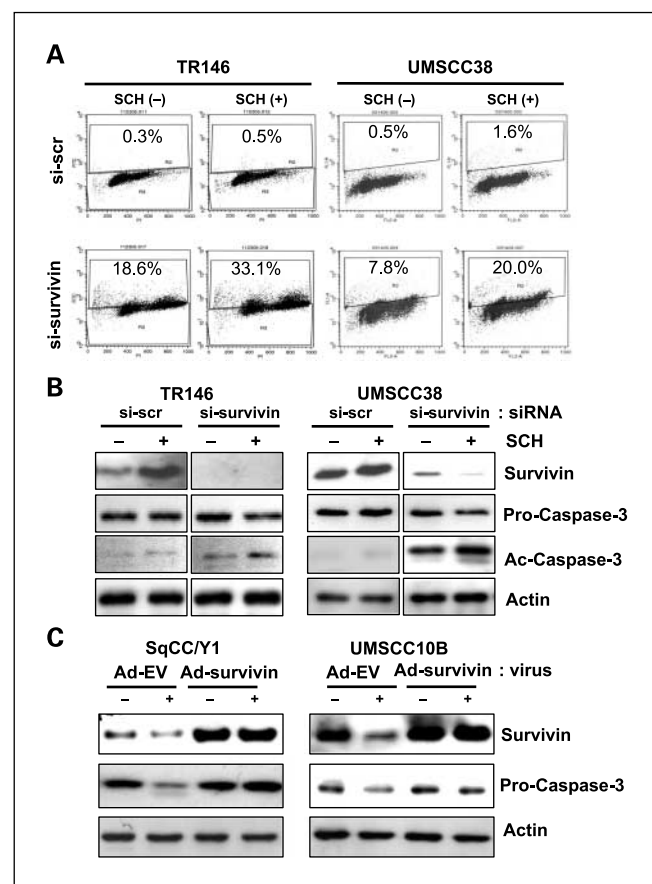 A
TR146 UMSCC38
SCH (–) SCH (+) SCH (–) SCH (+)
si-scr
0.3% 0.5% 0.5% 1.6%
si-survivin
18.6% 33.1% 7.8% 20.0%
B
TR146 UMSCC38
si-scr si-survivin si-scr si-survivin : siRNA
– + – + – + – + SCH
Survivin
Pro-Caspase-3
Ac-Caspase-3
Actin
C
SqCC/Y1 UMSCC10B
Ad-EV Ad-survivin Ad-EV Ad-survivin : virus
– + – + – + – +
Survivin
Pro-Caspase-3
Actin